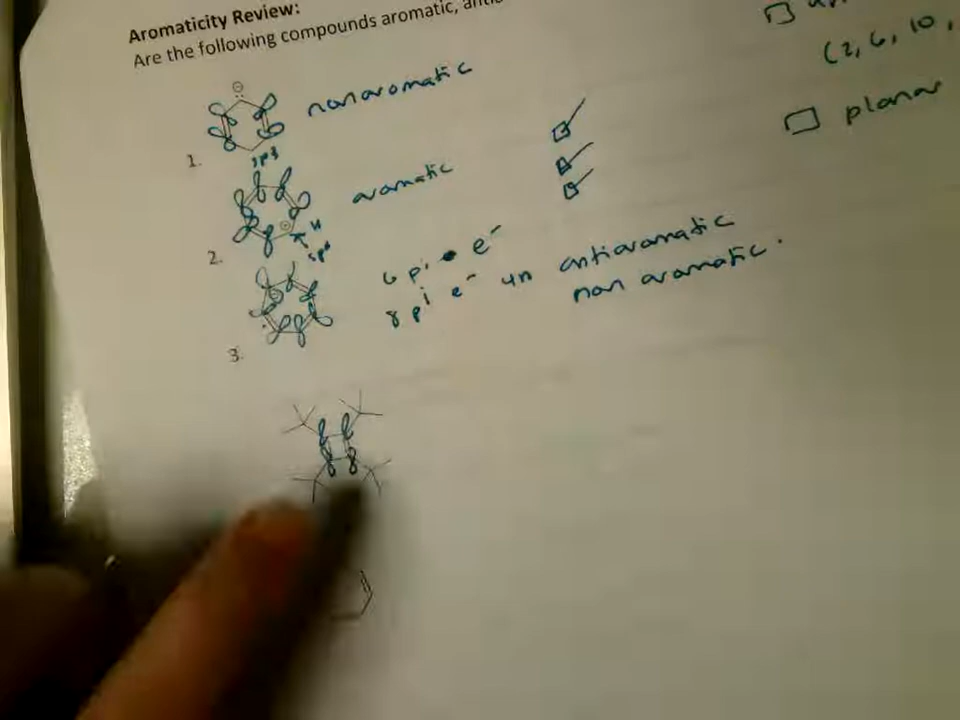 Aromaticity Review:
Are the following compounds aromatic,
(2, 6, 10,
⊖
nonaromatic
planar
1.
sp3
aromatic
H
2.
6 pi e⁻
8 pi e⁻ 4n antiaromatic
non aromatic.
3.